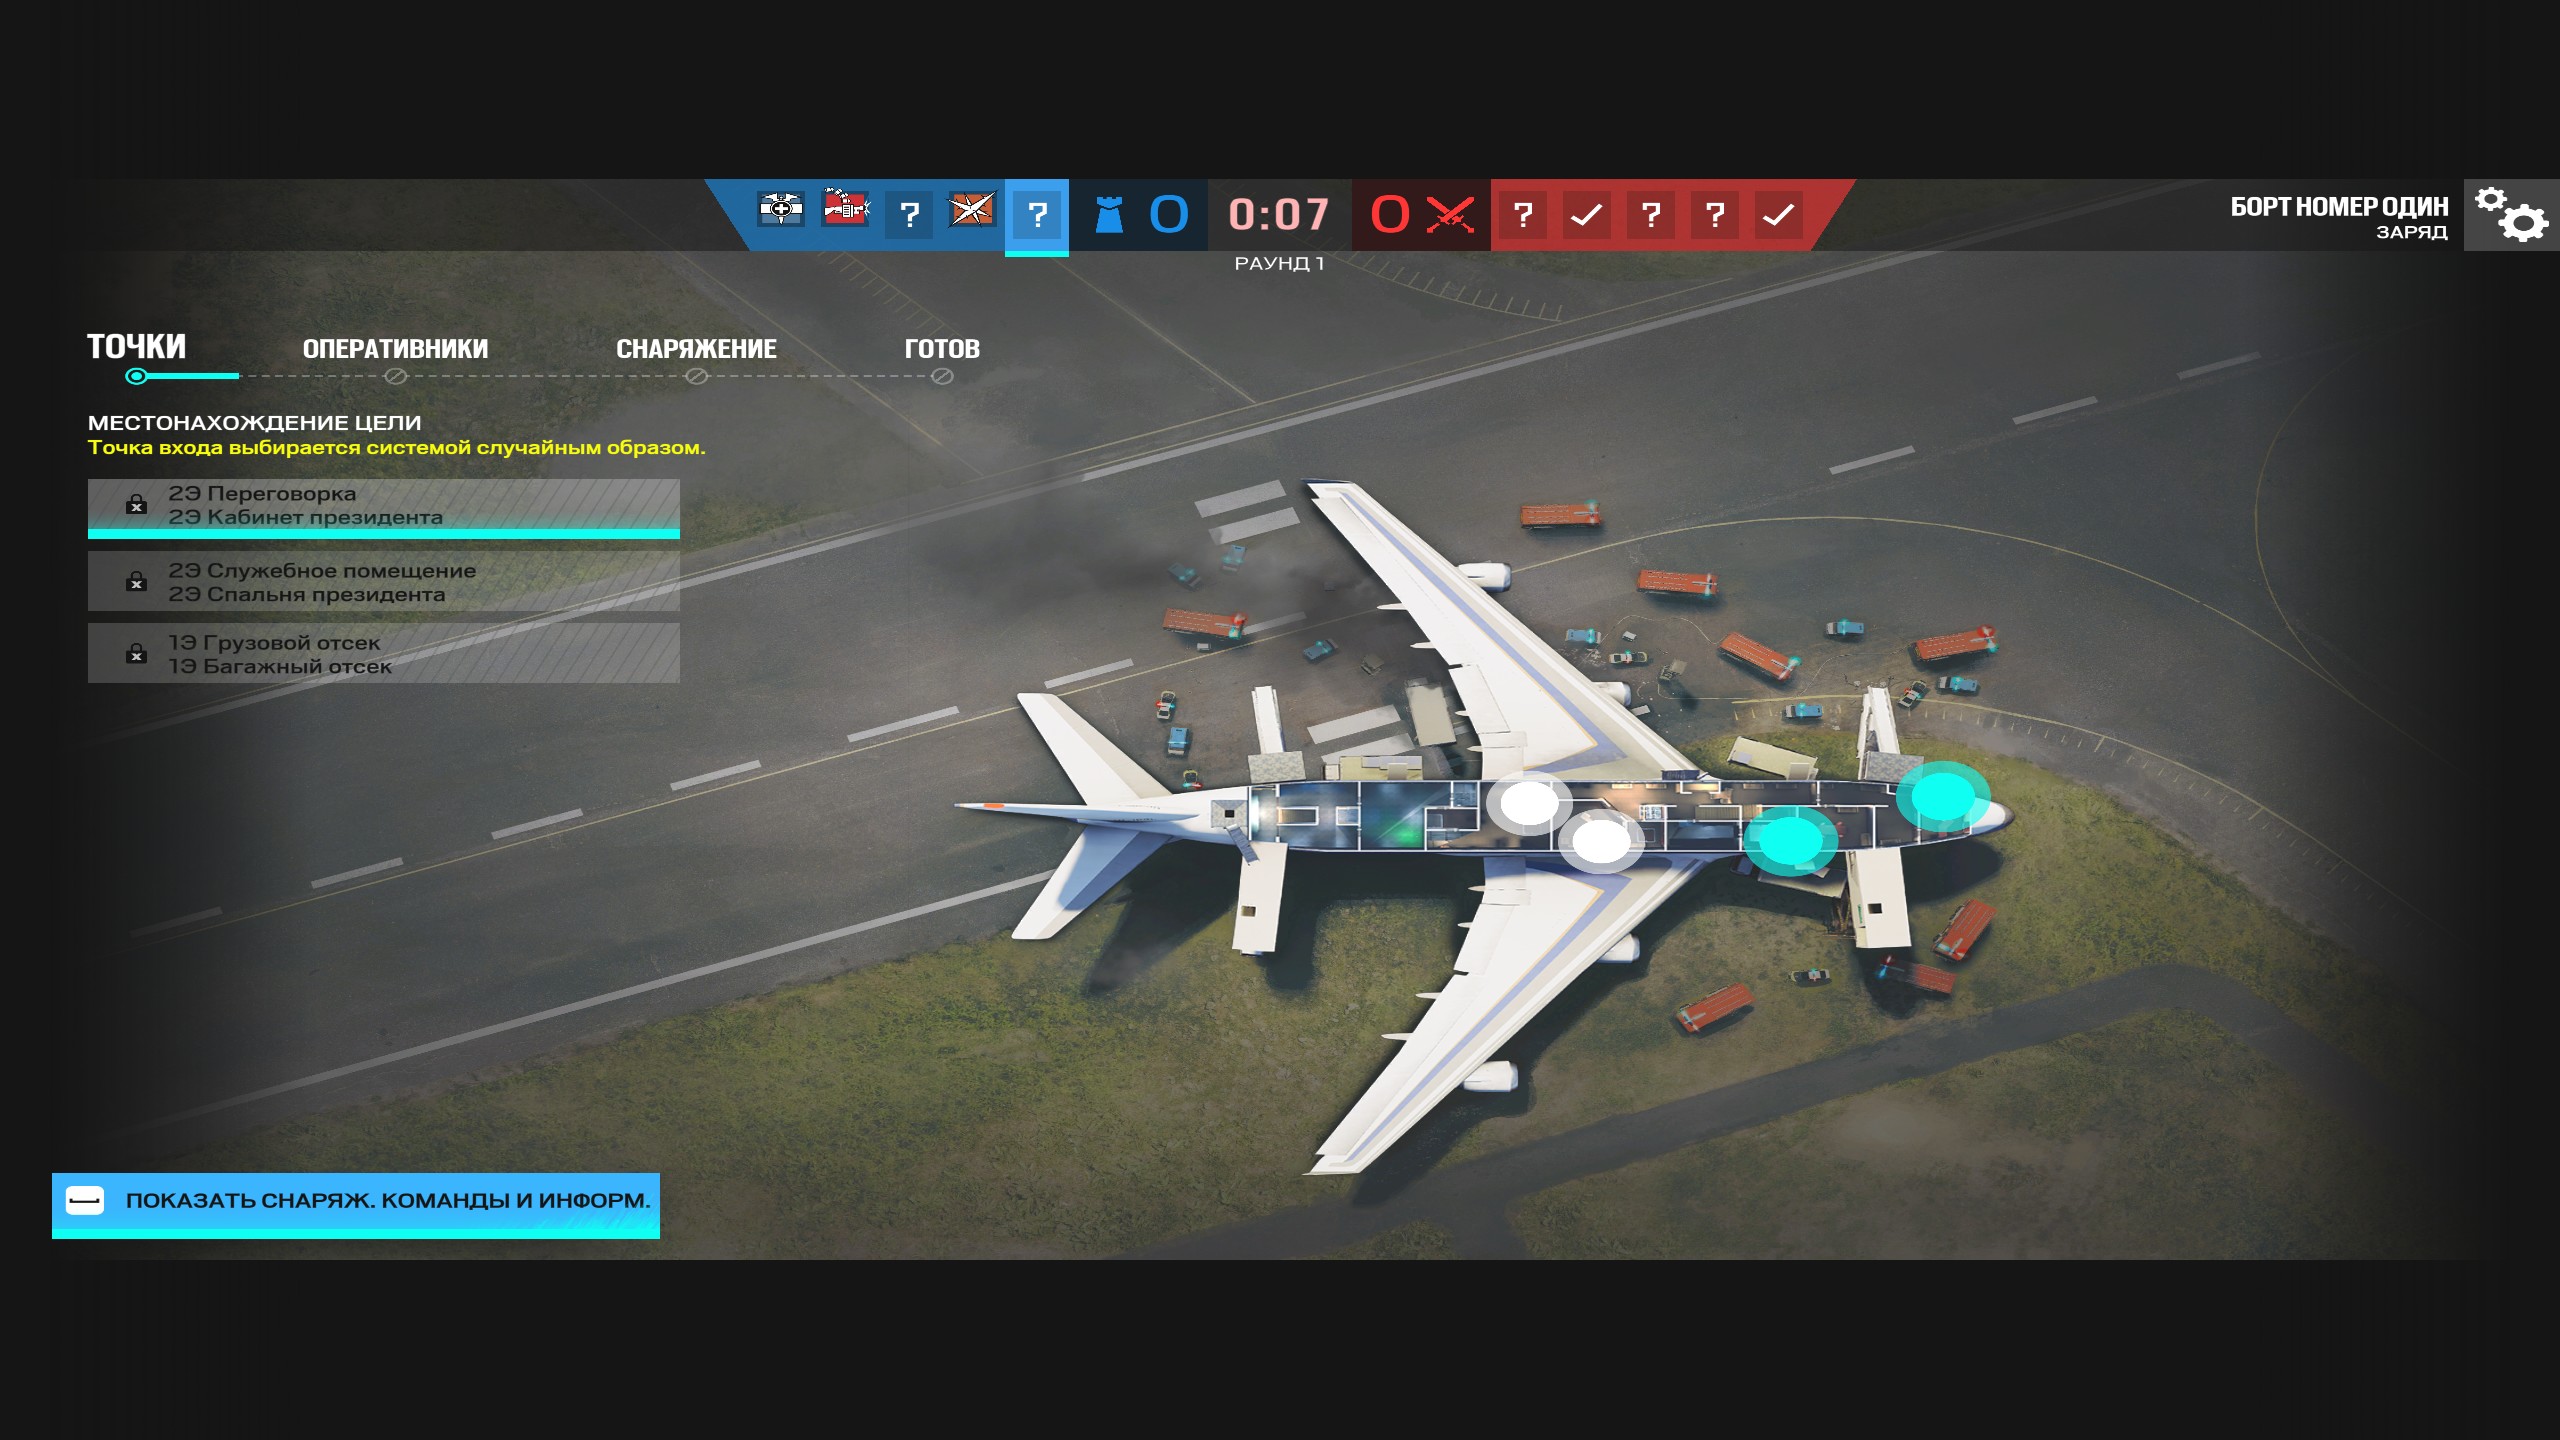 ? ? 0 0:07 0 ? ✓ ? ? ✓
РАУНД 1
БОРТ НОМЕР ОДИН
ЗАРЯД
ТОЧКИ ОПЕРАТИВНИКИ СНАРЯЖЕНИЕ ГОТОВ
МЕСТОНАХОЖДЕНИЕ ЦЕЛИ
Точка входа выбирается системой случайным образом.
2Э Переговорка
2Э Кабинет президента
2Э Служебное помещение
2Э Спальня президента
1Э Грузовой отсек
1Э Багажный отсек
ПОКАЗАТЬ СНАРЯЖ. КОМАНДЫ И ИНФОРМ.